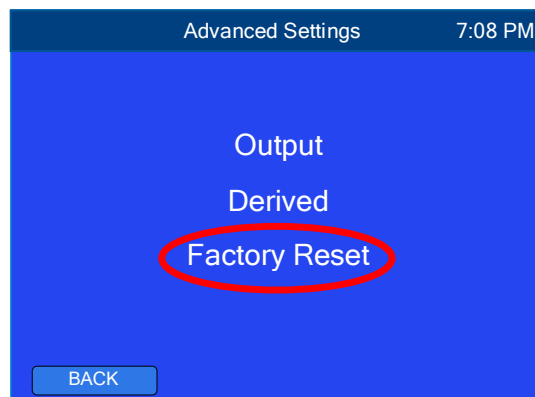 Advanced Settings 7:08 PM
Output
Derived
Factory Reset
BACK